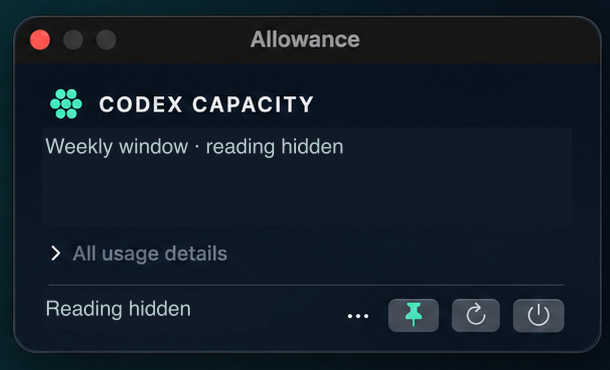 Allowance
CODEX CAPACITY
Weekly window · reading hidden
All usage details
Reading hidden